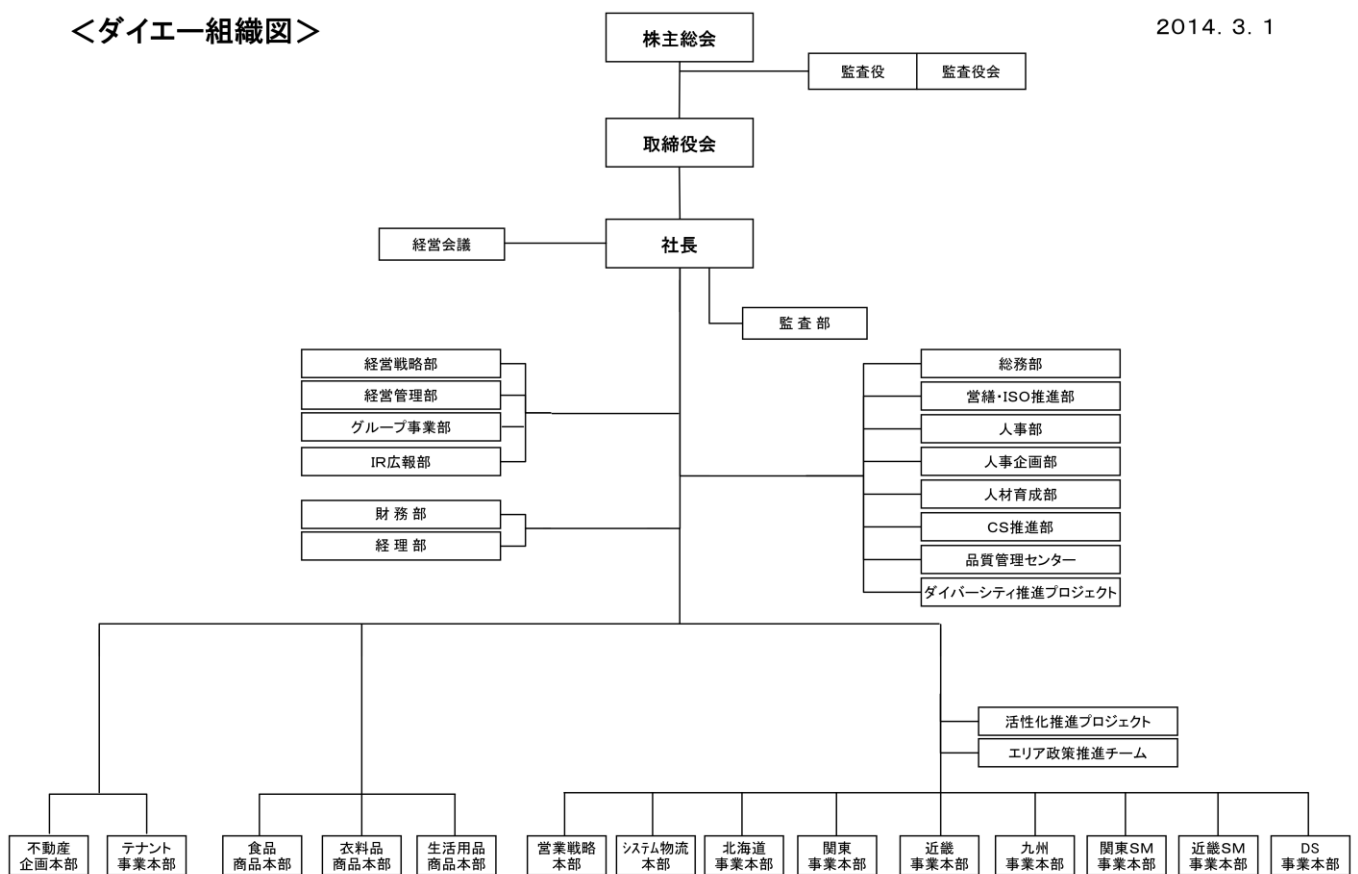 <ダイエー組織図>
2014.3.1
株主総会
監査役
監査役会
取締役会
経営会議
社長
監査部
経営戦略部
経営管理部
グループ事業部
IR広報部
財務部
経理部
総務部
営繕・ISO推進部
人事部
人事企画部
人材育成部
CS推進部
品質管理センター
ダイバーシティ推進プロジェクト
活性化推進プロジェクト
エリア政策推進チーム
不動産
企画本部
テナント
事業本部
食品
商品本部
衣料品
商品本部
生活用品
商品本部
営業戦略
本部
システム物流
本部
北海道
事業本部
関東
事業本部
近畿
事業本部
九州
事業本部
関東SM
事業本部
近畿SM
事業本部
DS
事業本部